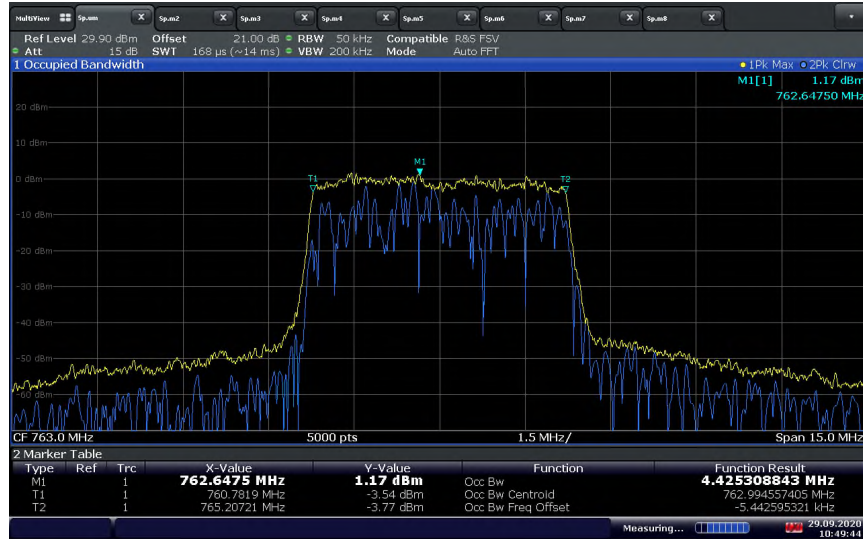 MultiView Sp.um X Sp.m2 X Sp.m3 X Sp.m4 X Sp.m5 X Sp.m6 X Sp.m7 X Sp.m8 X
Ref Level 29.90 dBm Offset 21.00 dB RBW 50 kHz Compatible R&S FSV
Att 15 dB SWT 168 µs (~14 ms) VBW 200 kHz Mode Auto FFT
1 Occupied Bandwidth 1Pk Max 2Pk Clrw
M1[1] 1.17 dBm
762.64750 MHz
20 dBm
10 dBm
M1
0 dBm
T1 T2
-10 dBm
-20 dBm
-30 dBm
-40 dBm
-50 dBm
-60 dBm
CF 763.0 MHz 5000 pts 1.5 MHz/ Span 15.0 MHz
2 Marker Table
Type Ref Trc X-Value Y-Value Function Function Result
M1 1 762.6475 MHz 1.17 dBm Occ Bw 4.425308843 MHz
T1 1 760.7819 MHz -3.54 dBm Occ Bw Centroid 762.994557405 MHz
T2 1 765.20721 MHz -3.77 dBm Occ Bw Freq Offset -5.442595321 kHz
Measuring... 29.09.2020
10:49:44